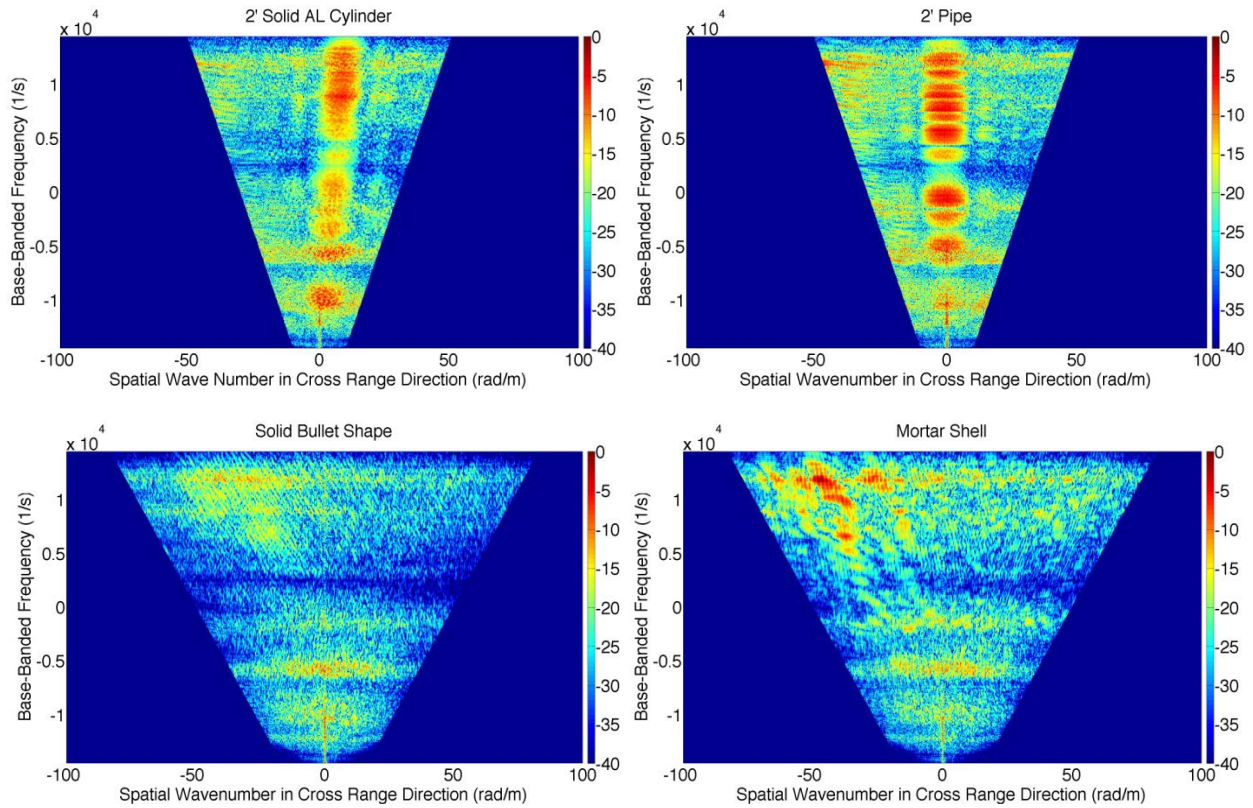 2' Solid AL Cylinder
x 10 4
1
0.5
0
-0.5
-1
Base-Banded Frequency (1/s)
-100 -50 0 50 100
Spatial Wave Number in Cross Range Direction (rad/m)
0
-5
-10
-15
-20
-25
-30
-35
-40
2' Pipe
x 10 4
1
0.5
0
-0.5
-1
Base-Banded Frequency (1/s)
-100 -50 0 50 100
Spatial Wavenumber in Cross Range Direction (rad/m)
0
-5
-10
-15
-20
-25
-30
-35
-40
Solid Bullet Shape
x 10 4
1
0.5
0
-0.5
-1
Base-Banded Frequency (1/s)
-100 -50 0 50 100
Spatial Wavenumber in Cross Range Direction (rad/m)
0
-5
-10
-15
-20
-25
-30
-35
-40
Mortar Shell
x 10 4
1
0.5
0
-0.5
-1
Base-Banded Frequency (1/s)
-100 -50 0 50 100
Spatial Wavenumber in Cross Range Direction (rad/m)
0
-5
-10
-15
-20
-25
-30
-35
-40